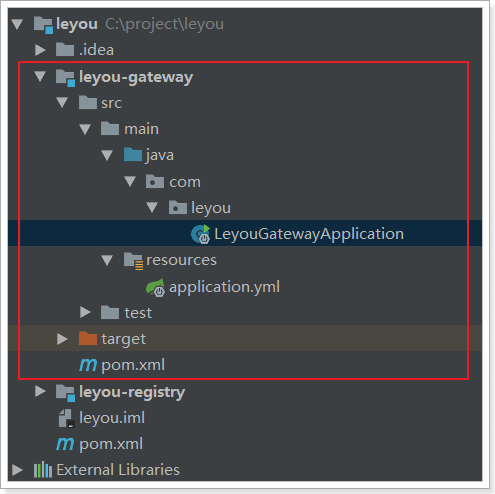 leyou C:\project\leyou
.idea
leyou-gateway
src
main
java
com
leyou
LeyouGatewayApplication
resources
application.yml
test
target
pom.xml
leyou-registry
leyou.iml
pom.xml
External Libraries